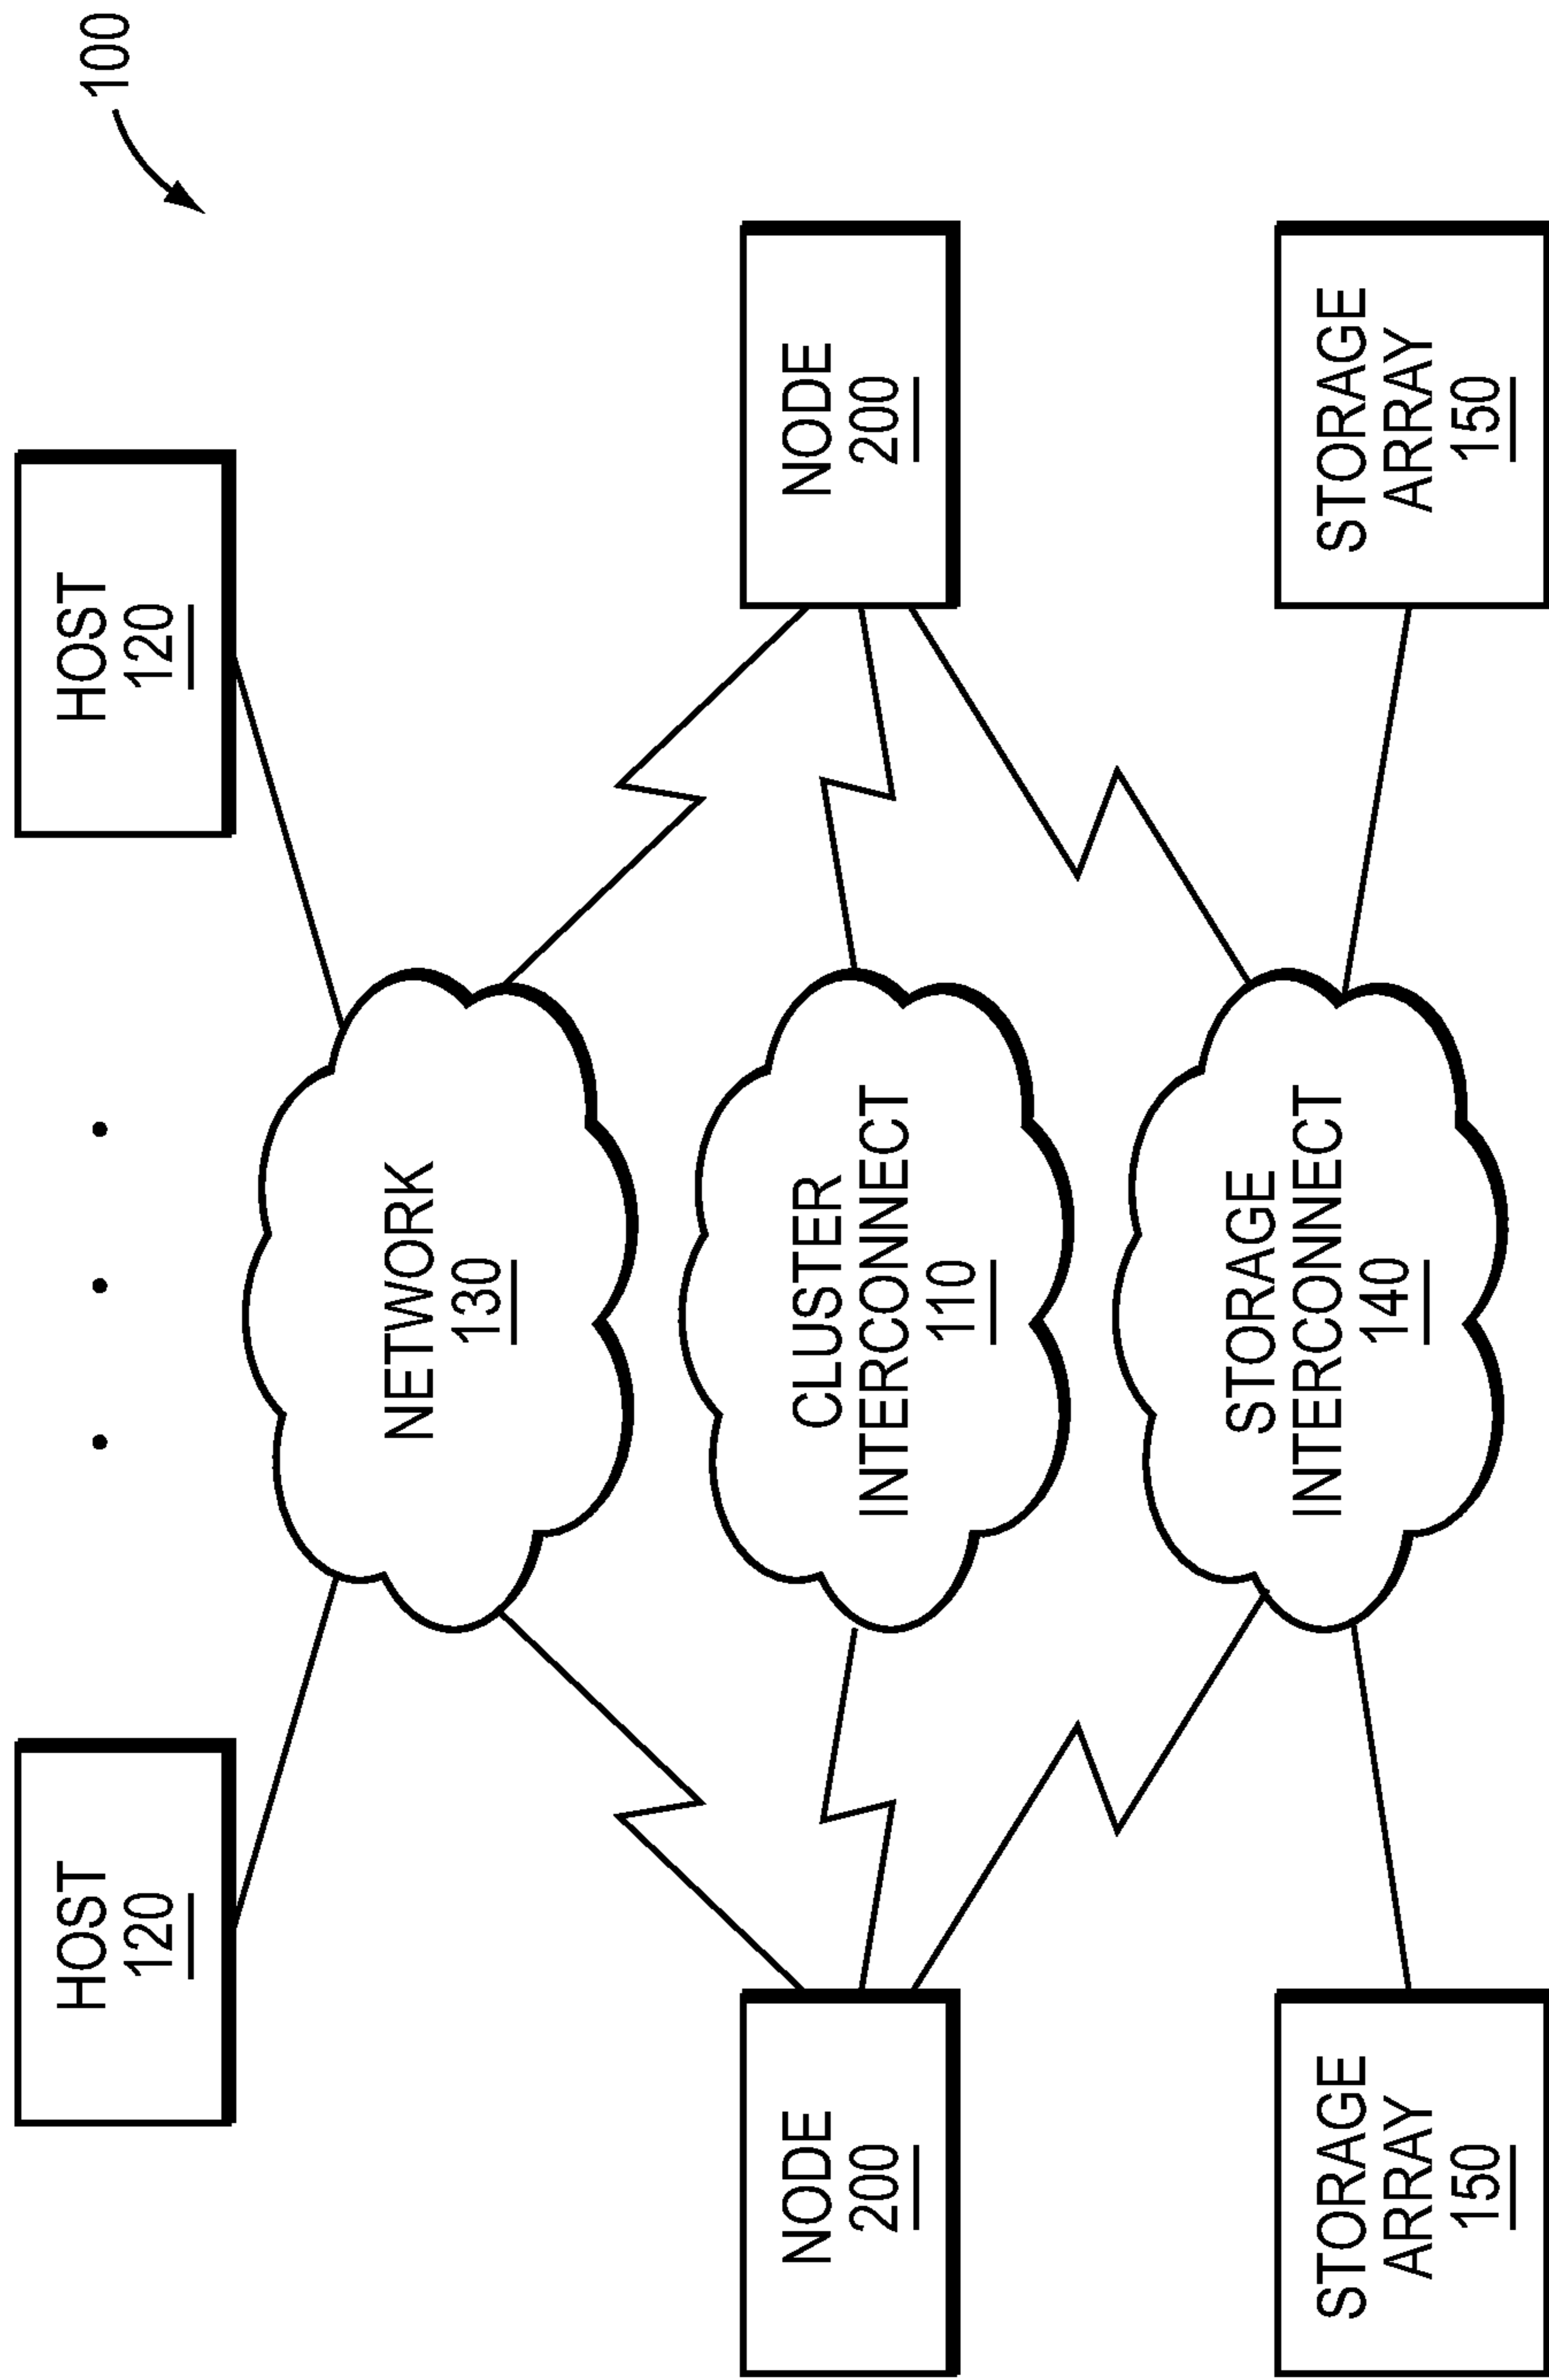 100
HOST
120
HOST
120
NETWORK
130
NODE
200
CLUSTER
INTERCONNECT
110
NODE
200
STORAGE
INTERCONNECT
140
STORAGE
ARRAY
150
STORAGE
ARRAY
150